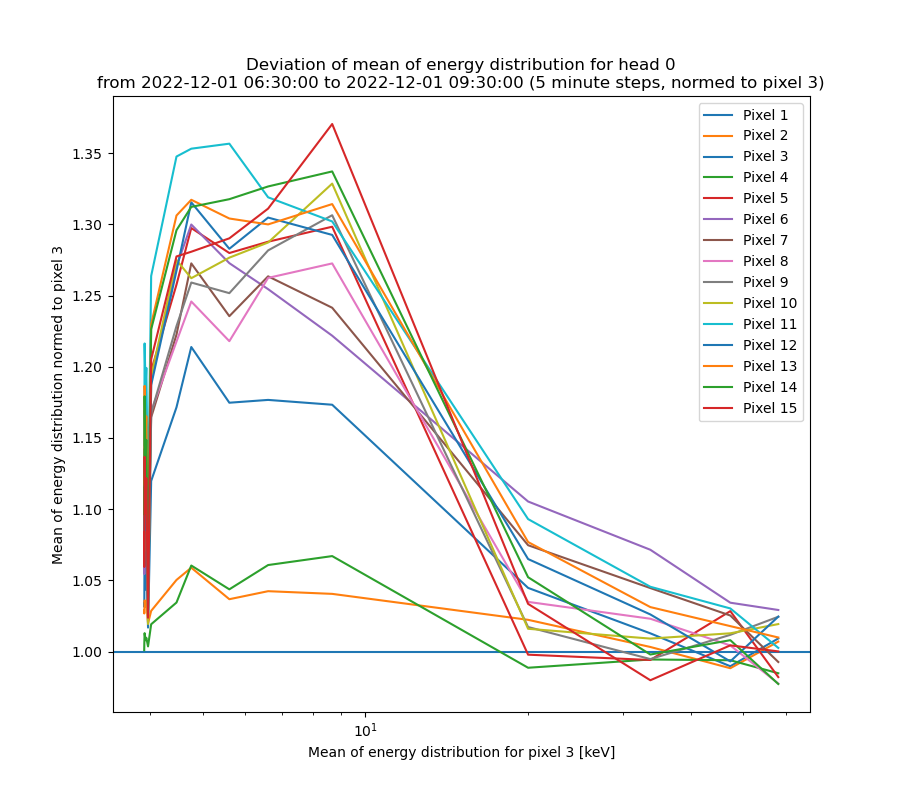 Deviation of mean of energy distribution for head 0
from 2022-12-01 06:30:00 to 2022-12-01 09:30:00 (5 minute steps, normed to pixel 3)
Mean of energy distribution normed to pixel 3
1.35
1.30
1.25
1.20
1.15
1.10
1.05
1.00
Pixel 1
Pixel 2
Pixel 3
Pixel 4
Pixel 5
Pixel 6
Pixel 7
Pixel 8
Pixel 9
Pixel 10
Pixel 11
Pixel 12
Pixel 13
Pixel 14
Pixel 15
10¹
Mean of energy distribution for pixel 3 [keV]